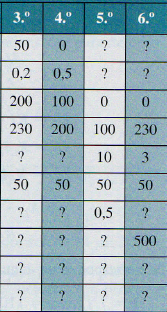 3.º 4.º 5.º 6.º
50 0 ? ?
0,2 0,5 ? ?
200 100 0 0
230 200 100 230
? ? 10 3
50 50 50 50
? ? 0,5 ?
? ? ? 500
? ? ? ?
? ? ? ?